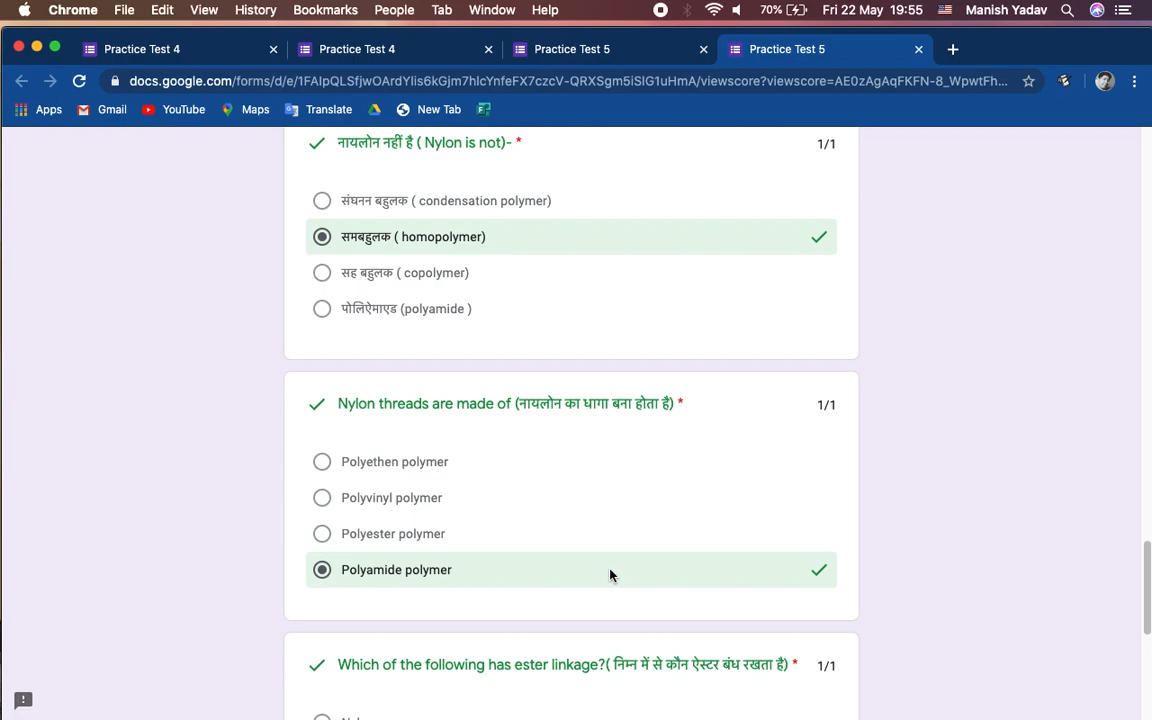 Chrome File Edit View History Bookmarks People Tab Window Help 70% Fri 22 May 19:55 Manish Yadav
Practice Test 4 Practice Test 4 Practice Test 5 Practice Test 5
docs.google.com/forms/d/e/1FAIpQLSfjwOArdYlis6kGjm7hlcYnfeFX7czcV-QRXSgm5iSIG1uHmA/viewscore?viewscore=AE0zAgAqFKFN-8_WpwtFh...
Apps Gmail YouTube Maps Translate New Tab
नायलोन नहीं है ( Nylon is not)- * 1/1
संघनन बहुलक ( condensation polymer)
समबहुलक ( homopolymer)
सह बहुलक ( copolymer)
पोलिऐमाएड (polyamide )
Nylon threads are made of (नायलोन का धागा बना होता है) * 1/1
Polyethen polymer
Polyvinyl polymer
Polyester polymer
Polyamide polymer
Which of the following has ester linkage?( निम्न में से कौन ऐस्टर बंध रखता है) * 1/1